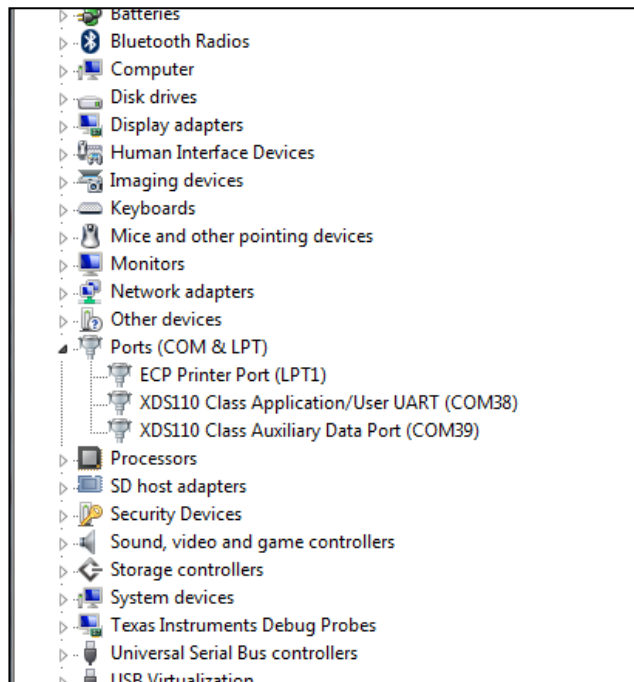 Batteries
Bluetooth Radios
Computer
Disk drives
Display adapters
Human Interface Devices
Imaging devices
Keyboards
Mice and other pointing devices
Monitors
Network adapters
Other devices
Ports (COM & LPT)
ECP Printer Port (LPT1)
XDS110 Class Application/User UART (COM38)
XDS110 Class Auxiliary Data Port (COM39)
Processors
SD host adapters
Security Devices
Sound, video and game controllers
Storage controllers
System devices
Texas Instruments Debug Probes
Universal Serial Bus controllers
USB Virtualization